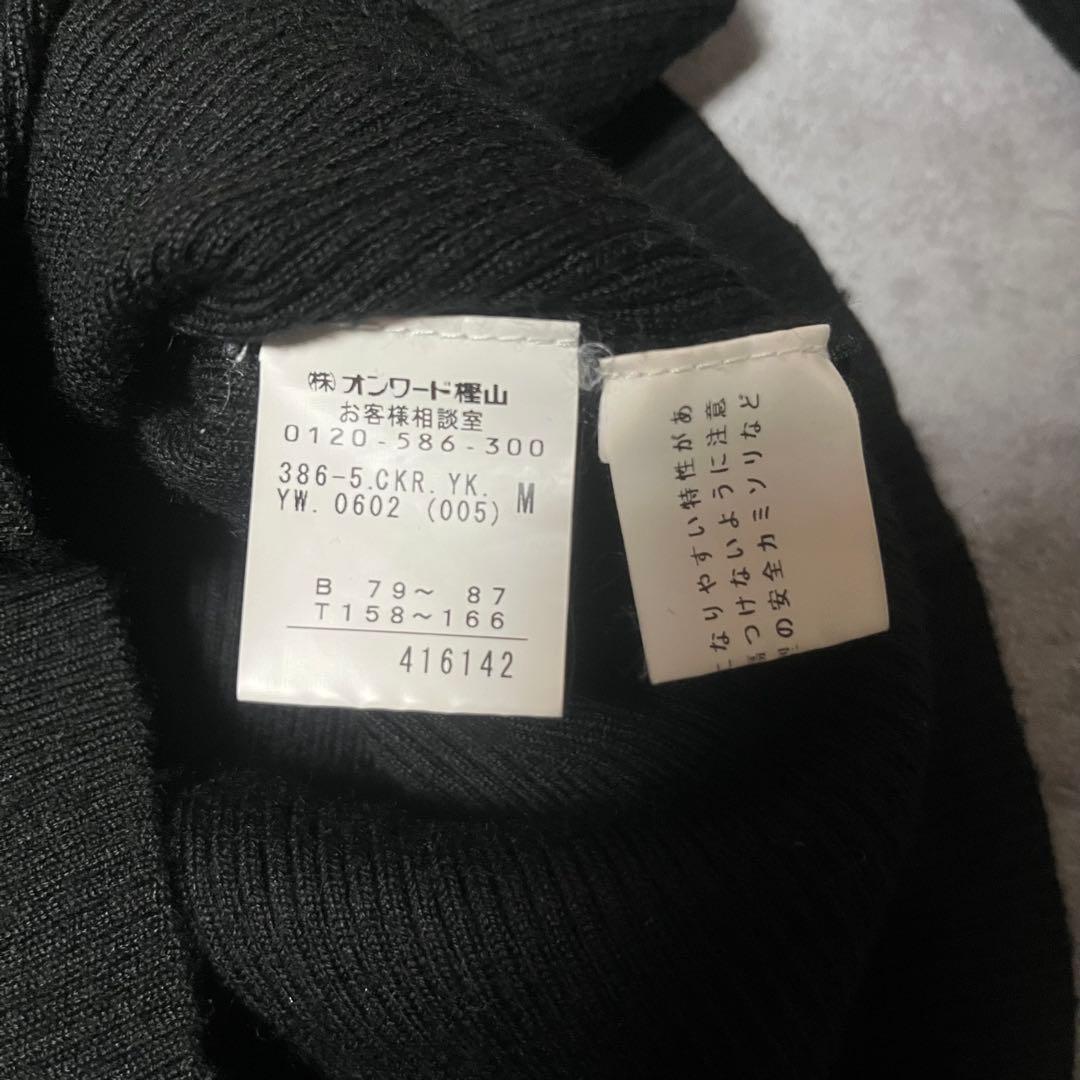 ㈱オンワード樫山
お客様相談室
0120-586-300
386-5.CKR.YK.
YW.0602 (005) M
B 79～ 87
T158～166
416142
なりやすい特性があ
つけないように注意
の安全カミソリなど